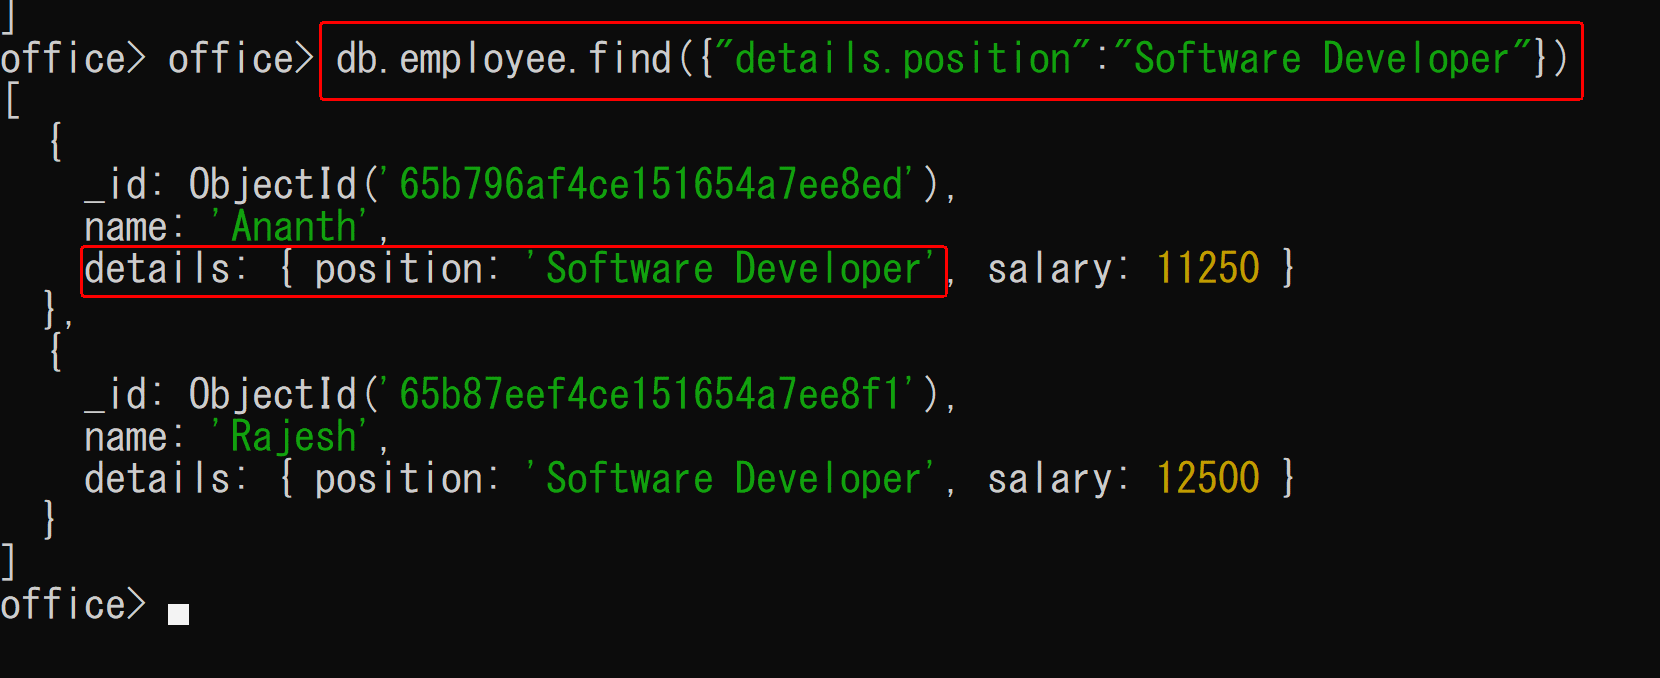 ]
office> office> db.employee.find({"details.position":"Software Developer"})
[
  {
    _id: ObjectId('65b796af4ce151654a7ee8ed'),
    name: 'Ananth',
    details: { position: 'Software Developer', salary: 11250 }
  },
  {
    _id: ObjectId('65b87eef4ce151654a7ee8f1'),
    name: 'Rajesh',
    details: { position: 'Software Developer', salary: 12500 }
  }
]
office>